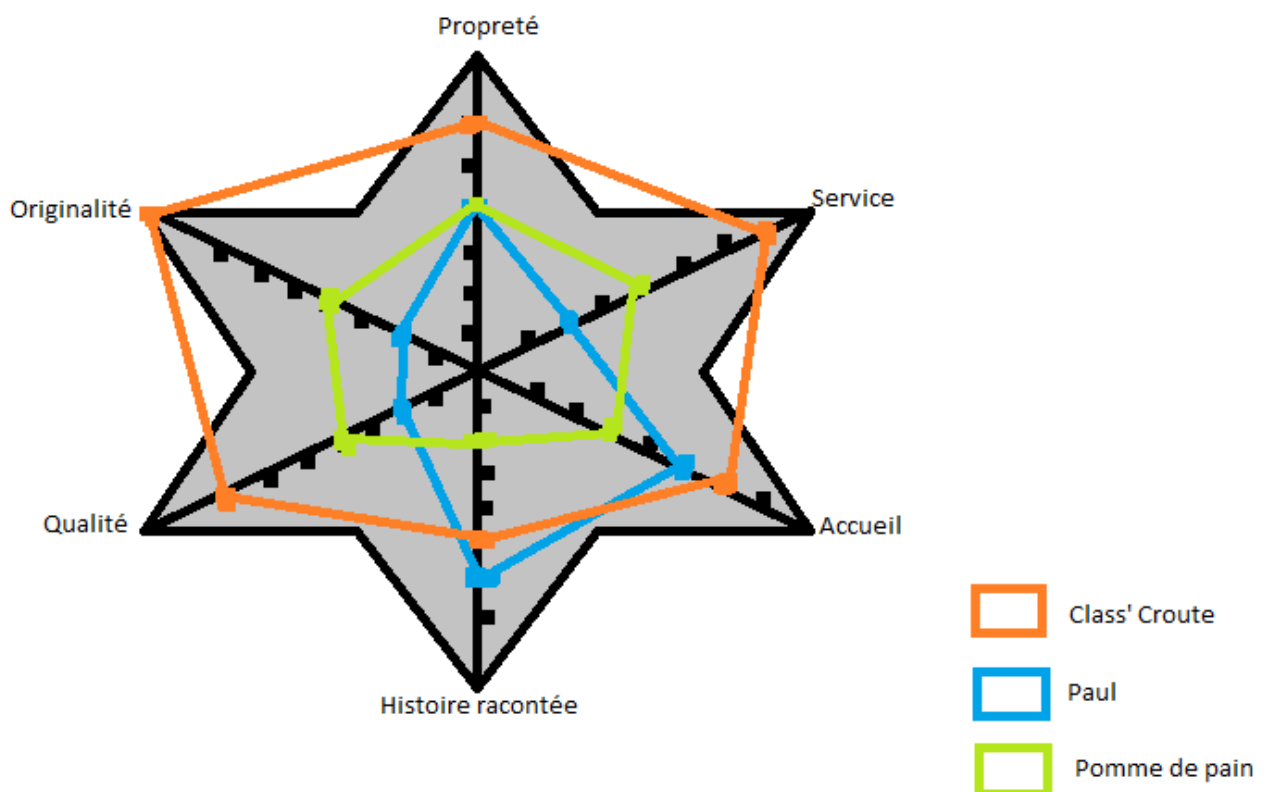 Propreté
Originalité
Service
Qualité
Accueil
Histoire racontée
Class' Croute
Paul
Pomme de pain